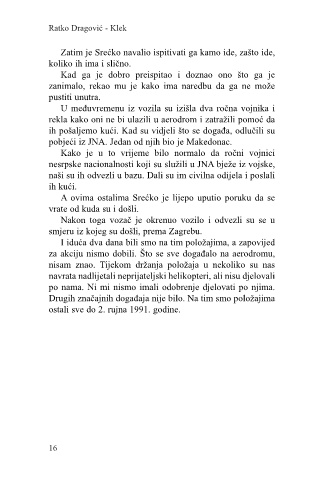 Ratko Dragović - Klek
Zatim je Srećko navalio ispitivati ga kamo ide, zašto ide,
koliko ih ima i slično.
Kad ga je dobro preispitao i doznao ono što ga je
zanimalo, rekao mu je kako ima naredbu da ga ne može
pustiti unutra.
U međuvremenu iz vozila su izišla dva ročna vojnika i
rekla kako oni ne bi ulazili u aerodrom i zatražili pomoć da
ih pošaljemo kući. Kad su vidjeli što se događa, odlučili su
pobjeći iz JNA. Jedan od njih bio je Makedonac.
Kako je u to vrijeme bilo normalo da ročni vojnici
nesrpske nacionalnosti koji su služili u JNA bježe iz vojske,
naši su ih odvezli u bazu. Dali su im civilna odijela i poslali
ih kući.
A ovima ostalima Srećko je lijepo uputio poruku da se
vrate od kuda su i došli.
Nakon toga vozač je okrenuo vozilo i odvezli su se u
smjeru iz kojeg su došli, prema Zagrebu.
I iduća dva dana bili smo na tim položajima, a zapovijed
za akciju nismo dobili. Što se sve događalo na aerodromu,
nisam znao. Tijekom držanja položaja u nekoliko su nas
navrata nadlijetali neprijateljski helikopteri, ali nisu djelovali
po nama. Ni mi nismo imali odobrenje djelovati po njima.
Drugih značajnih događaja nije bilo. Na tim smo položajima
ostali sve do 2. rujna 1991. godine.
16